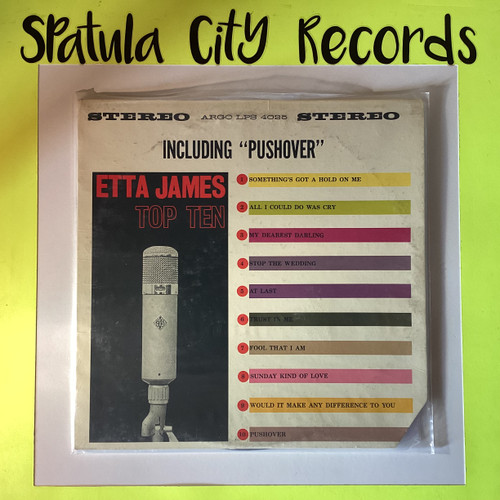 Spatula City Records
STEREO ARGO LPS 4025 STEREO
INCLUDING "PUSHOVER"
ETTA JAMES
TOP TEN
1 SOMETHING'S GOT A HOLD ON ME
2 ALL I COULD DO WAS CRY
3 MY DEAREST DARLING
4 STOP THE WEDDING
5 AT LAST
6 TRUST IN ME
7 FOOL THAT I AM
8 SUNDAY KIND OF LOVE
9 WOULD IT MAKE ANY DIFFERENCE TO YOU
10 PUSHOVER